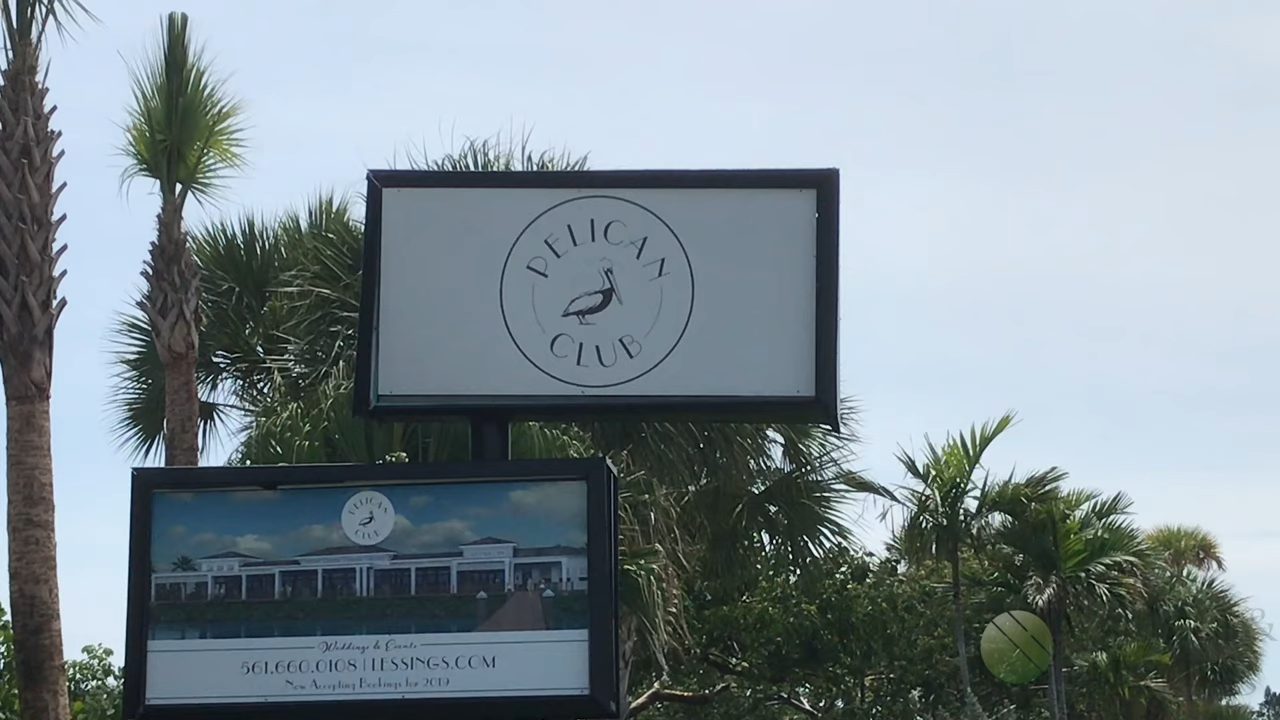 PELICAN
CLUB
PELICAN
CLUB
Weddings & Events
561.660.0108 | LESSINGS.COM
Now Accepting Bookings for 2019